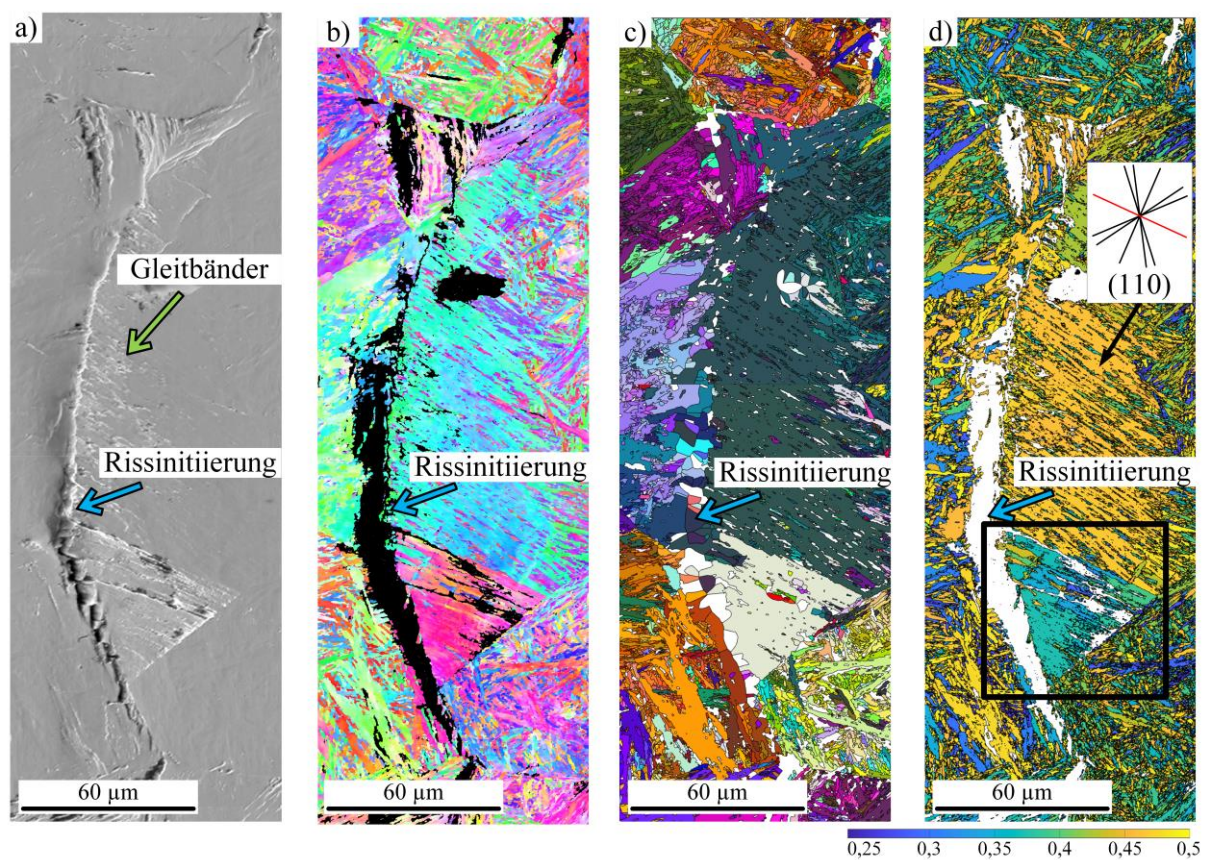 a)
b)
c)
d)
Gleitbänder
(110)
Rissinitiierung
Rissinitiierung
Rissinitiierung
Rissinitiierung
60 µm
60 µm
60 µm
60 µm
0,25 0,3 0,35 0,4 0,45 0,5